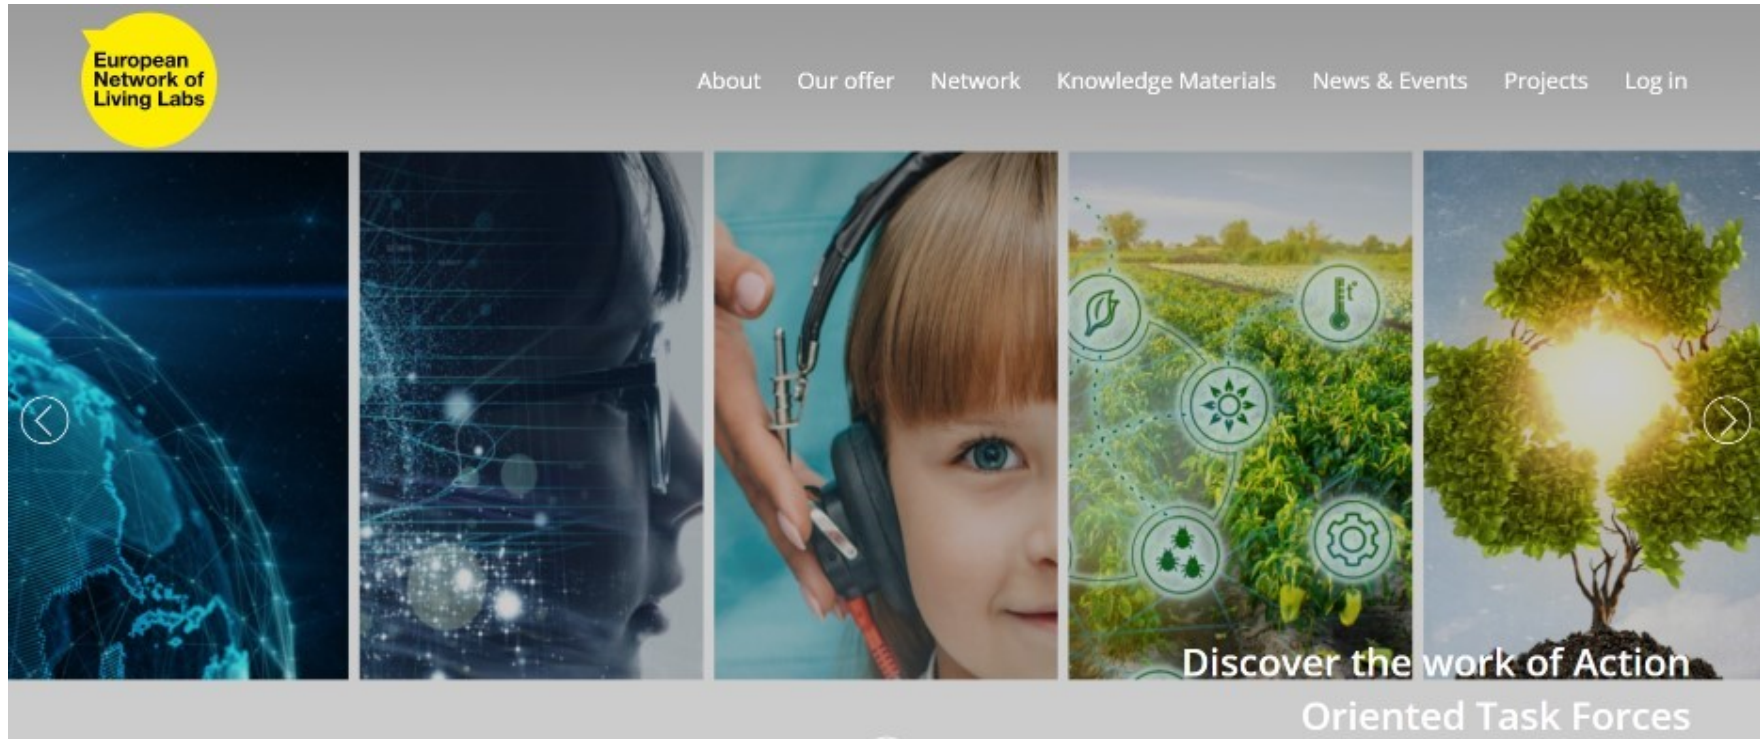 European
Network of
Living Labs
About Our offer Network Knowledge Materials News & Events Projects Log in
Discover the work of Action
Oriented Task Forces